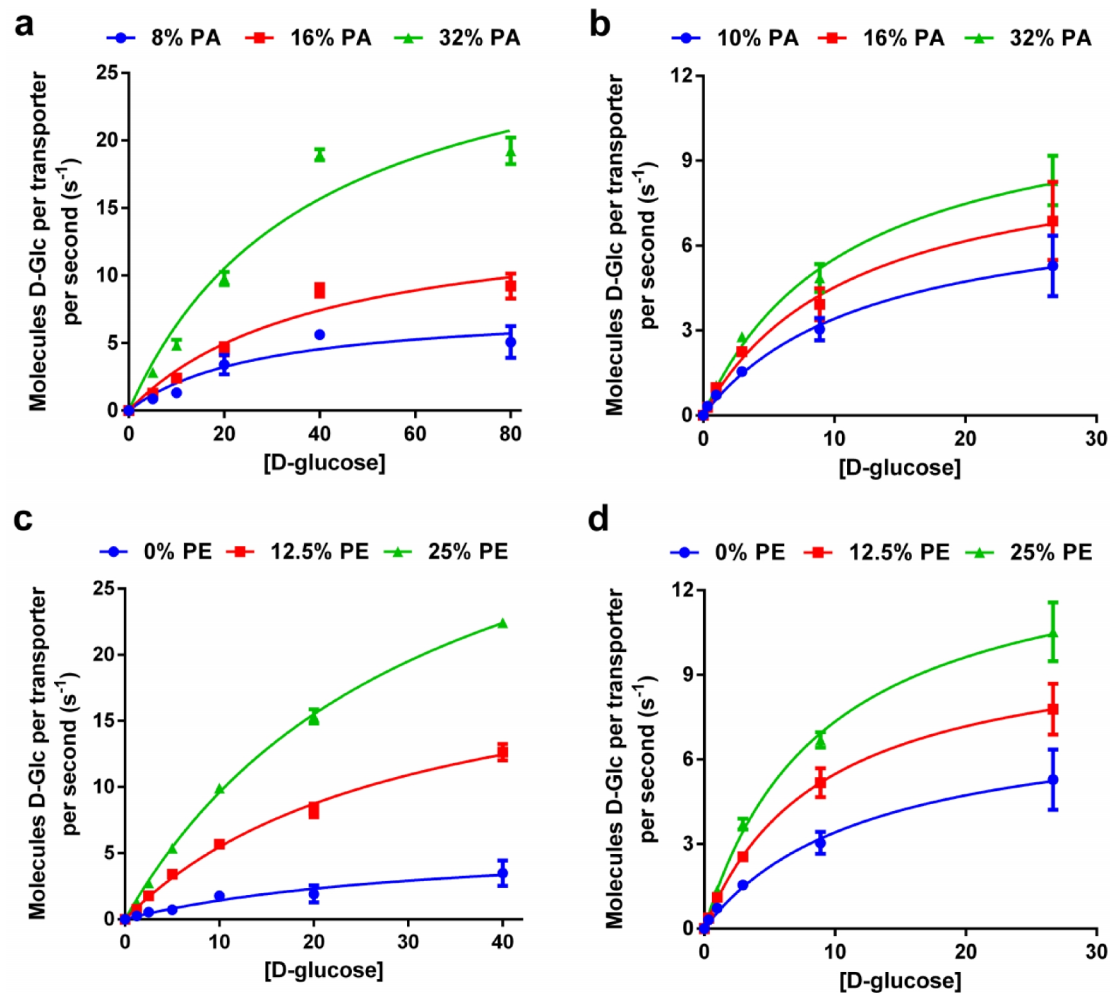 a
8% PA 16% PA 32% PA
Molecules D-Glc per transporter
per second (s⁻¹)
25
20
15
10
5
0
0 20 40 60 80
[D-glucose]
b
10% PA 16% PA 32% PA
Molecules D-Glc per transporter
per second (s⁻¹)
12
9
6
3
0
0 10 20 30
[D-glucose]
c
0% PE 12.5% PE 25% PE
Molecules D-Glc per transporter
per second (s⁻¹)
25
20
15
10
5
0
0 10 20 30 40
[D-glucose]
d
0% PE 12.5% PE 25% PE
Molecules D-Glc per transporter
per second (s⁻¹)
12
9
6
3
0
0 10 20 30
[D-glucose]